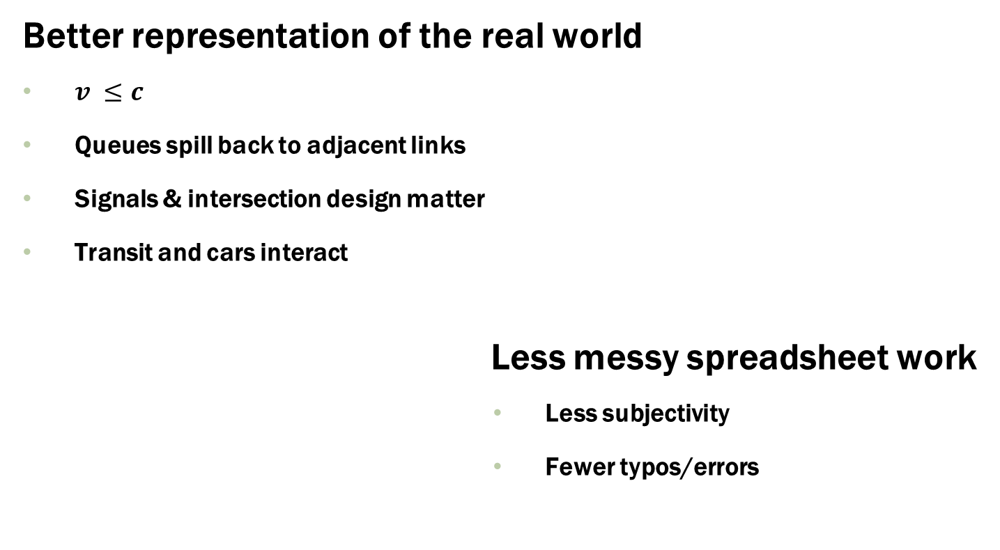 Better representation of the real world
• v ≤ c
• Queues spill back to adjacent links
• Signals & intersection design matter
• Transit and cars interact
Less messy spreadsheet work
• Less subjectivity
• Fewer typos/errors